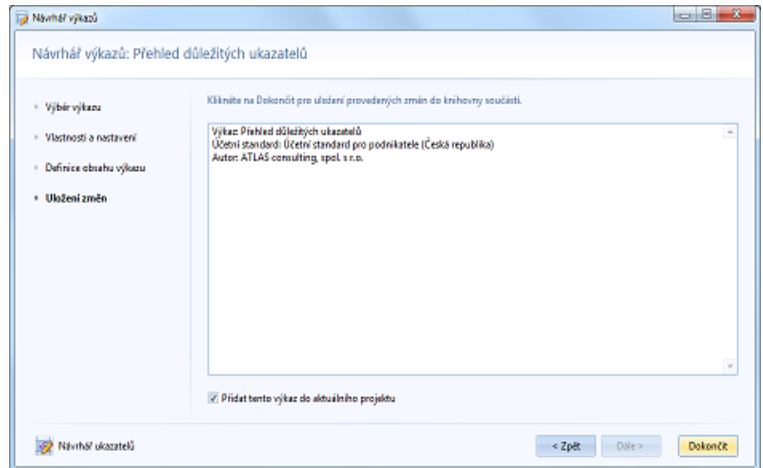 Návrhář výkazů
Návrhář výkazů: Přehled důležitých ukazatelů
Výběr výkazu
Vlastnosti a nastavení
Definice obsahu výkazu
Uložení změn
Klikněte na Dokončit pro uložení provedených změn do knihovny součástí.
Výkaz: Přehled důležitých ukazatelů
Účetní standard: Účetní standard pro podnikatele (Česká republika)
Autor: ATLAS consulting, spol. s r.o.
Přidat tento výkaz do aktuálního projektu
Návrhář ukazatelů
< Zpět
Dále >
Dokončit